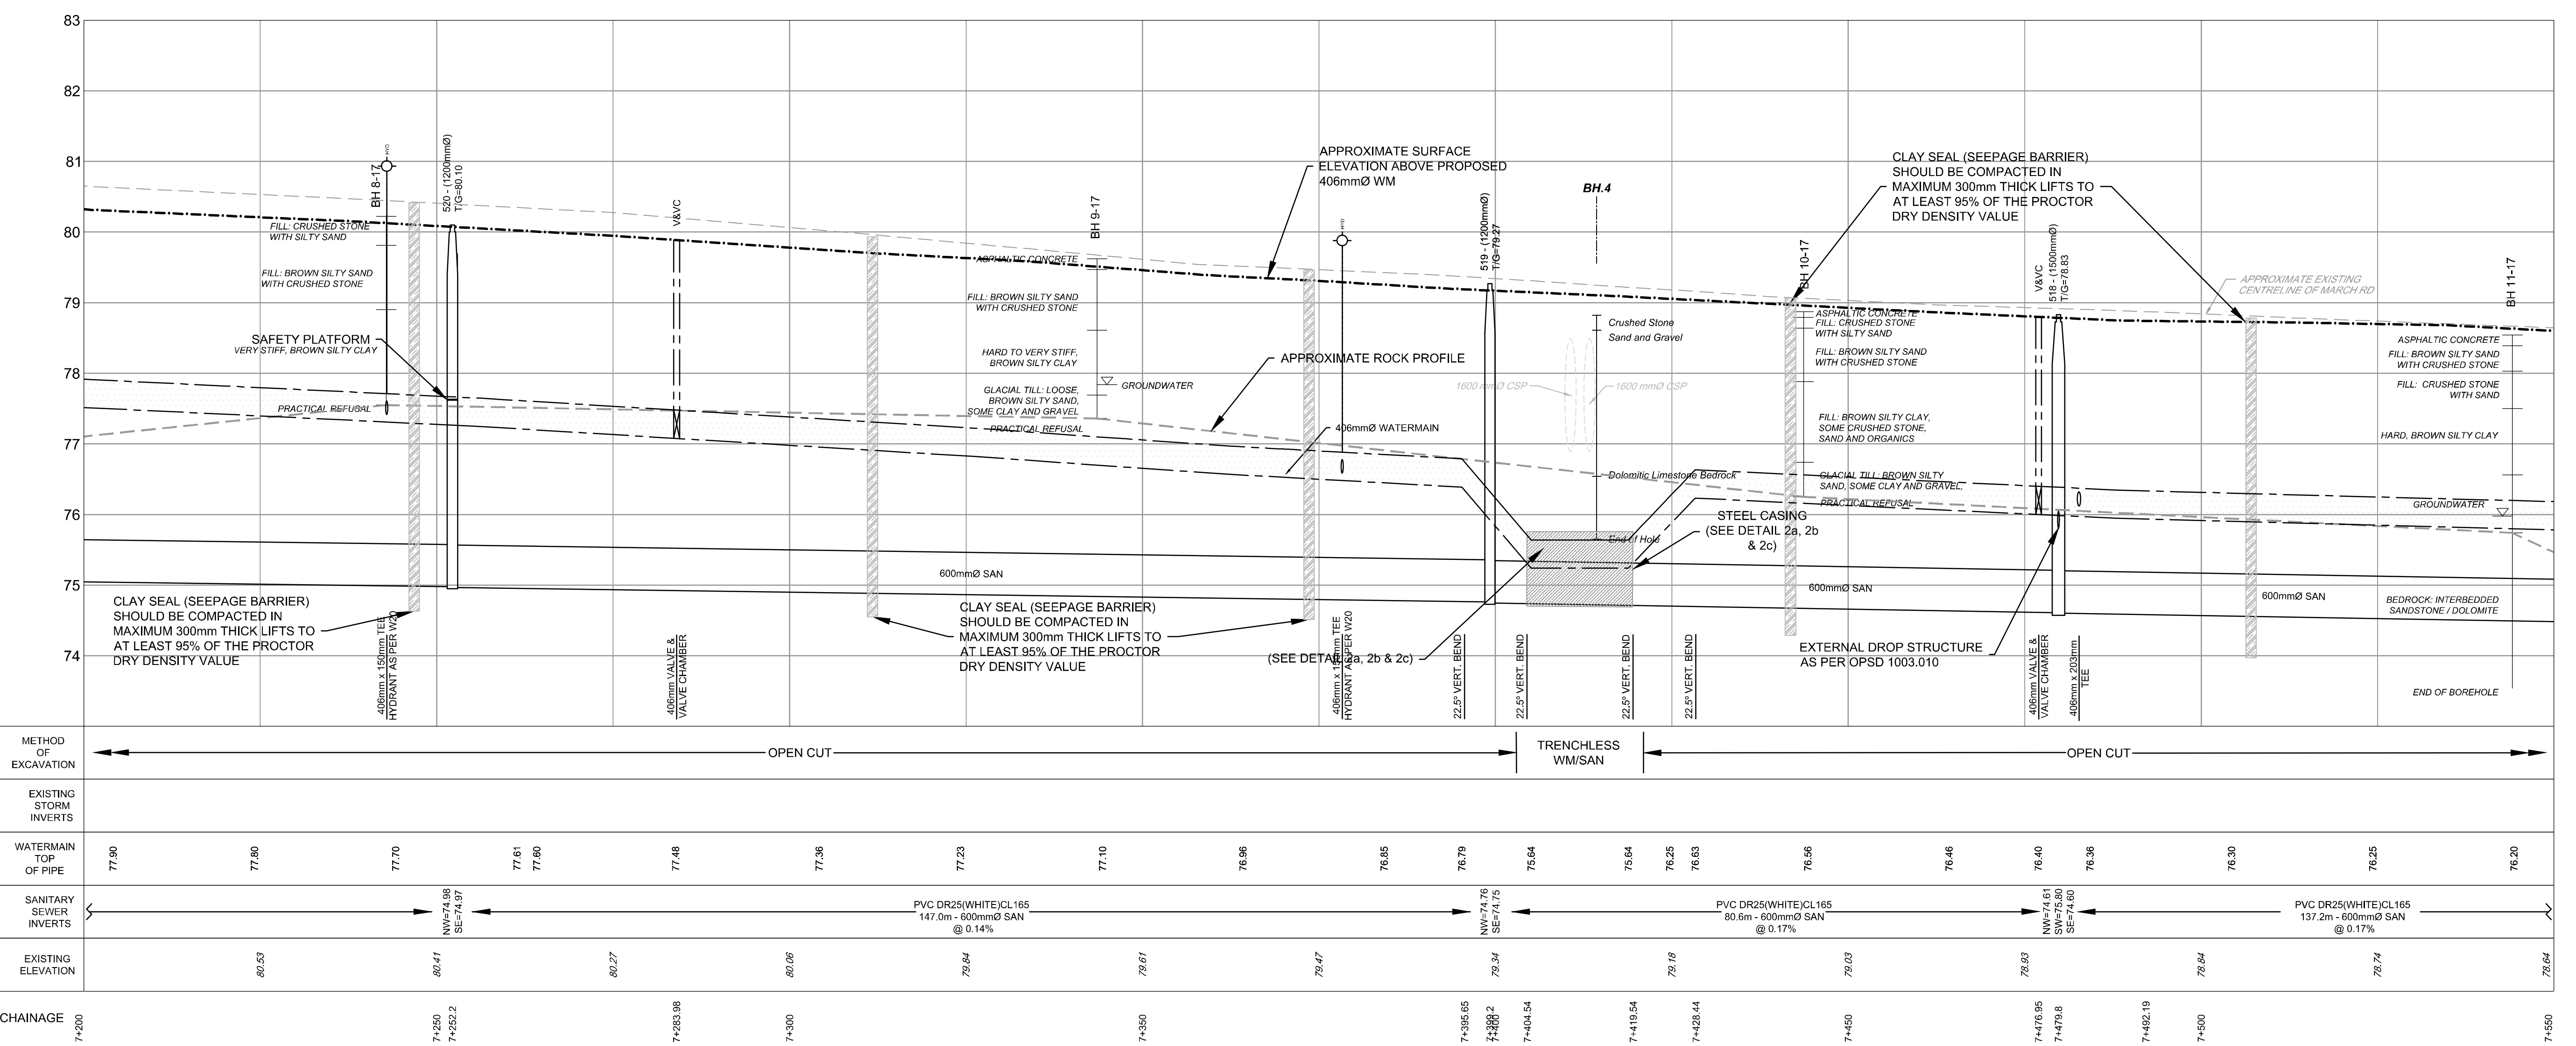 83
82
81
80
79
78
77
76
75
74
BH 8-17
520 - (1200mmØ)
T/G=80.10
V&VC
FILL: CRUSHED STONE
WITH SILTY SAND
FILL: BROWN SILTY SAND
WITH CRUSHED STONE
SAFETY PLATFORM
VERY STIFF, BROWN SILTY CLAY
PRACTICAL REFUSAL
CLAY SEAL (SEEPAGE BARRIER)
SHOULD BE COMPACTED IN
MAXIMUM 300mm THICK LIFTS TO
AT LEAST 95% OF THE PROCTOR
DRY DENSITY VALUE
406mm x 150mm TEE
HYDRANT AS PER W20
406mm VALVE &
VALVE CHAMBER
BH 9-17
ASPHALTIC CONCRETE
FILL: BROWN SILTY SAND
WITH CRUSHED STONE
HARD TO VERY STIFF,
BROWN SILTY CLAY
GROUNDWATER
GLACIAL TILL: LOOSE,
BROWN SILTY SAND,
SOME CLAY AND GRAVEL
PRACTICAL REFUSAL
600mmØ SAN
CLAY SEAL (SEEPAGE BARRIER)
SHOULD BE COMPACTED IN
MAXIMUM 300mm THICK LIFTS TO
AT LEAST 95% OF THE PROCTOR
DRY DENSITY VALUE
APPROXIMATE SURFACE
ELEVATION ABOVE PROPOSED
406mmØ WM
HYD
APPROXIMATE ROCK PROFILE
406mmØ WATERMAIN
(SEE DETAIL 2a, 2b & 2c)
406mm x 150mm TEE
HYDRANT AS PER W20
519 - (1200mmØ)
T/G=79.27
BH.4
Crushed Stone
Sand and Gravel
1600 mmØ CSP
1600 mmØ CSP
Dolomitic Limestone Bedrock
End of Hole
STEEL CASING
(SEE DETAIL 2a, 2b
& 2c)
22.5° VERT. BEND
22.5° VERT. BEND
22.5° VERT. BEND
22.5° VERT. BEND
CLAY SEAL (SEEPAGE BARRIER)
SHOULD BE COMPACTED IN
MAXIMUM 300mm THICK LIFTS TO
AT LEAST 95% OF THE PROCTOR
DRY DENSITY VALUE
BH 10-17
ASPHALTIC CONCRETE
FILL: CRUSHED STONE
WITH SILTY SAND
FILL: BROWN SILTY SAND
WITH CRUSHED STONE
FILL: BROWN SILTY CLAY,
SOME CRUSHED STONE,
SAND AND ORGANICS
GLACIAL TILL: BROWN SILTY
SAND, SOME CLAY AND GRAVEL,
PRACTICAL REFUSAL
600mmØ SAN
EXTERNAL DROP STRUCTURE
AS PER OPSD 1003.010
V&VC
518 - (1500mmØ)
T/G=78.83
406mm VALVE &
VALVE CHAMBER
406mm x 203mm
TEE
APPROXIMATE EXISTING
CENTRELINE OF MARCH RD
BH 11-17
ASPHALTIC CONCRETE
FILL: BROWN SILTY SAND
WITH CRUSHED STONE
FILL: CRUSHED STONE
WITH SAND
HARD, BROWN SILTY CLAY
GROUNDWATER
600mmØ SAN
BEDROCK: INTERBEDDED
SANDSTONE / DOLOMITE
END OF BOREHOLE
METHOD
OF
EXCAVATION
OPEN CUT
TRENCHLESS
WM/SAN
OPEN CUT
EXISTING
STORM
INVERTS
WATERMAIN
TOP
OF PIPE
77.90
77.80
77.70
77.61
77.60
77.48
77.36
77.23
77.10
76.96
76.85
76.79
75.64
75.64
76.25
76.63
76.56
76.46
76.40
76.36
76.30
76.25
76.20
SANITARY
SEWER
INVERTS
NW=74.98
SE=74.97
PVC DR25(WHITE)CL165
147.0m - 600mmØ SAN
@ 0.14%
NW=74.76
SE=74.75
PVC DR25(WHITE)CL165
80.6m - 600mmØ SAN
@ 0.17%
NW=74.61
SW=75.80
SE=74.60
PVC DR25(WHITE)CL165
137.2m - 600mmØ SAN
@ 0.17%
EXISTING
ELEVATION
80.53
80.41
80.27
80.06
79.84
79.61
79.47
79.34
79.18
79.03
78.93
78.84
78.74
78.64
CHAINAGE
7+200
7+250
7+252.2
7+283.98
7+300
7+350
7+395.65
7+399.2
7+400
7+404.54
7+419.54
7+428.44
7+450
7+476.95
7+479.8
7+492.19
7+500
7+550